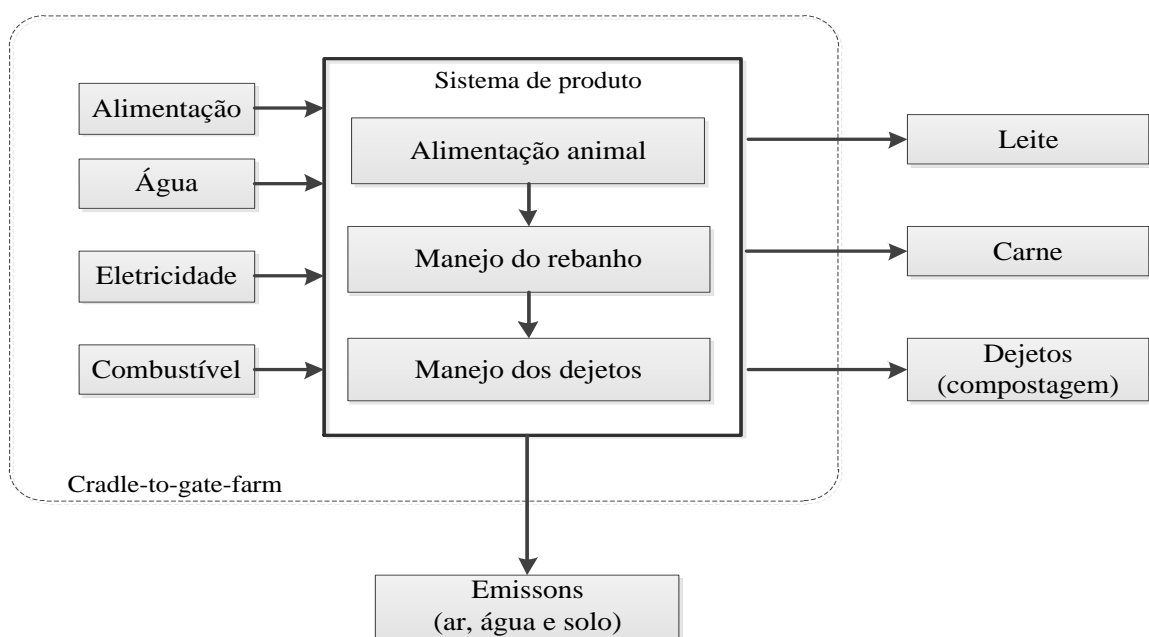 Sistema de produto
Alimentação
Água
Eletricidade
Combustível
Alimentação animal
Manejo do rebanho
Manejo dos dejetos
Leite
Carne
Dejetos
(compostagem)
Cradle-to-gate-farm
Emissons
(ar, água e solo)